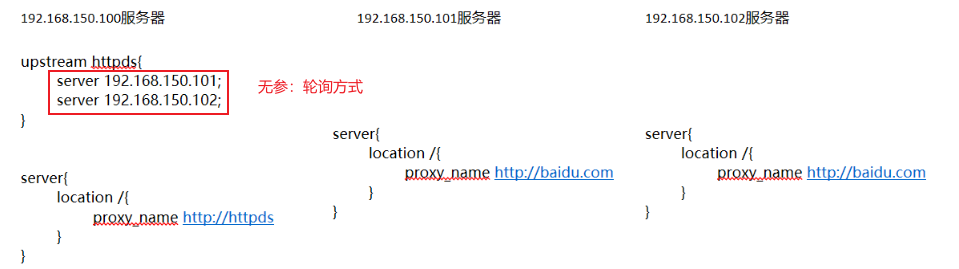 192.168.150.100服务器
upstream httpds{
server 192.168.150.101;
server 192.168.150.102;
}
无参：轮询方式
server{
location /{
proxy_name http://httpds
}
}
192.168.150.101服务器
server{
location /{
proxy_name http://baidu.com
}
}
192.168.150.102服务器
server{
location /{
proxy_name http://baidu.com
}
}